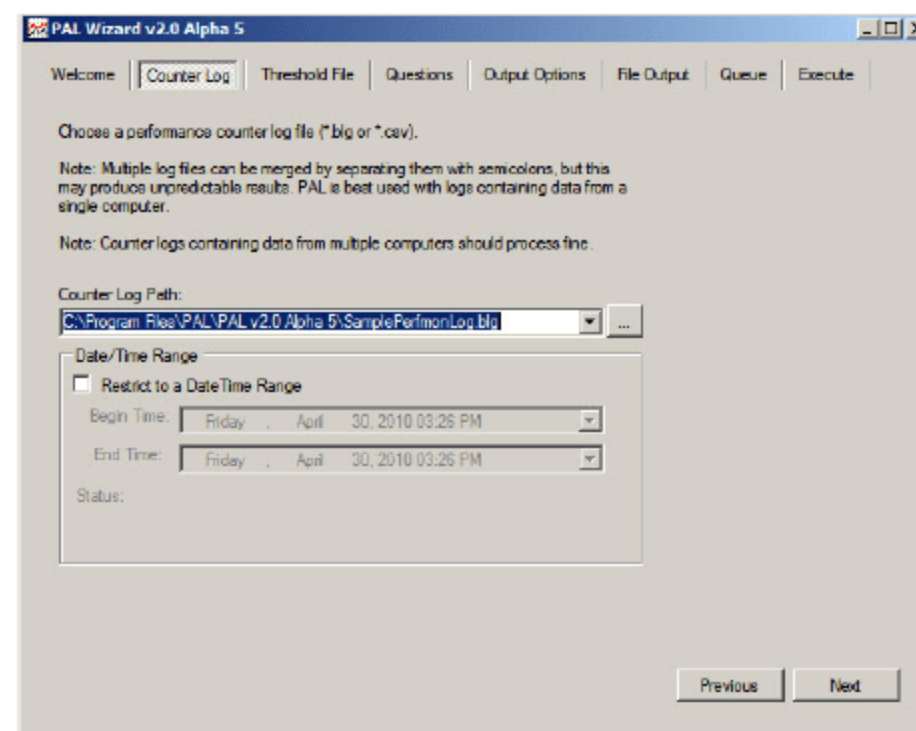 PAL Wizard v2.0 Alpha 5
Welcome Counter Log Threshold File Questions Output Options File Output Queue Execute
Choose a performance counter log file (*.blg or *.csv).
Note: Multiple log files can be merged by separating them with semicolons, but this
may produce unpredictable results. PAL is best used with logs containing data from a
single computer.
Note: Counter logs containing data from multiple computers should process fine.
Counter Log Path:
C:\Program Files\PAL\PAL v2.0 Alpha 5\SamplePerfmonLog.blg
...
Date/Time Range
Restrict to a DateTime Range
Begin Time: Friday , April 30, 2010 03:26 PM
End Time: Friday , April 30, 2010 03:26 PM
Status:
Previous Next